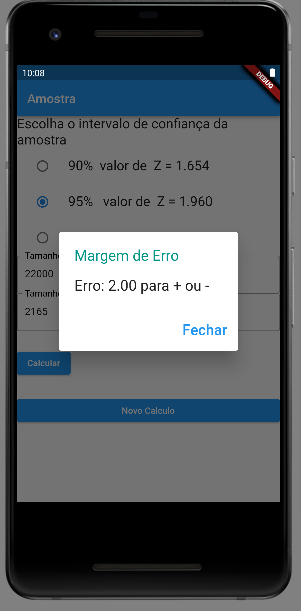 10:08
DEBUG
Amostra
Escolha o intervalo de confiança da
amostra
90% valor de Z = 1.654
95% valor de Z = 1.960
Tamanho
22000
Tamanho
2165
Margem de Erro
Erro: 2.00 para + ou -
Fechar
Calcular
Novo Calculo